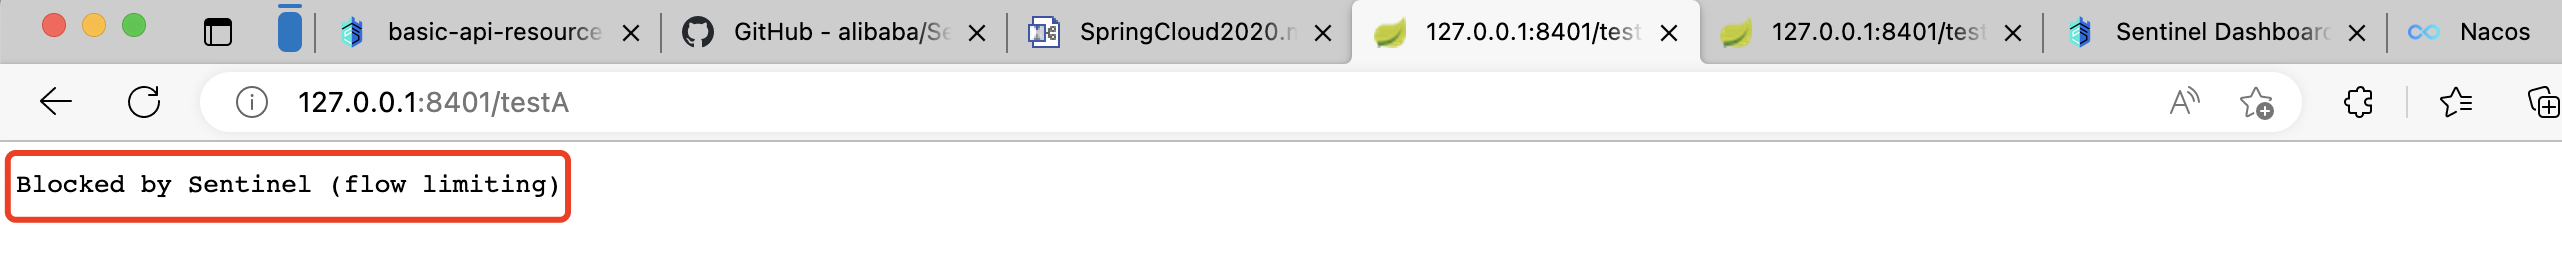 basic-api-resource
GitHub - alibaba/Se
SpringCloud2020.m
127.0.0.1:8401/test
127.0.0.1:8401/test
Sentinel Dashboard
Nacos
127.0.0.1:8401/testA
Blocked by Sentinel (flow limiting)